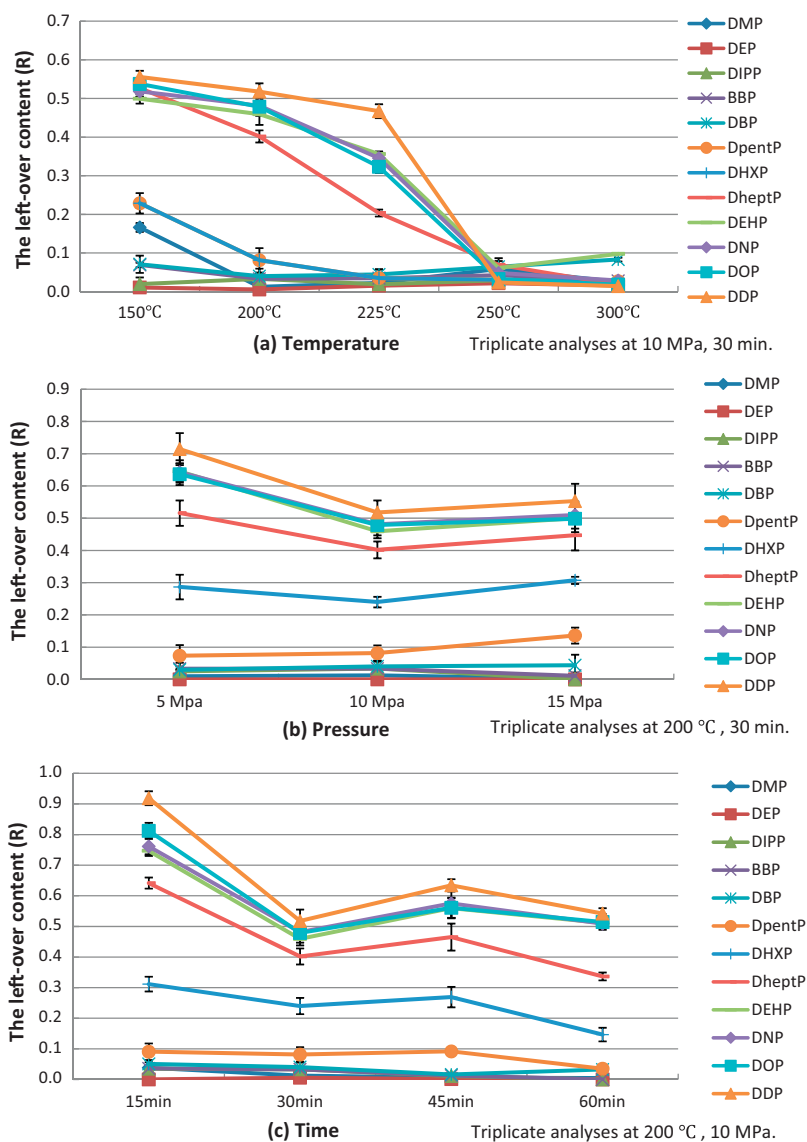 The left-over content (R)
0.7
0.6
0.5
0.4
0.3
0.2
0.1
0.0
150℃ 200℃ 225℃ 250℃ 300℃
DMP
DEP
DIPP
BBP
DBP
DpentP
DHXP
DheptP
DEHP
DNP
DOP
DDP
(a) Temperature Triplicate analyses at 10 MPa, 30 min.
The left-over content (R)
0.9
0.8
0.7
0.6
0.5
0.4
0.3
0.2
0.1
0.0
5 Mpa 10 Mpa 15 Mpa
DMP
DEP
DIPP
BBP
DBP
DpentP
DHXP
DheptP
DEHP
DNP
DOP
DDP
(b) Pressure Triplicate analyses at 200 ℃ , 30 min.
The left-over content (R)
1.0
0.9
0.8
0.7
0.6
0.5
0.4
0.3
0.2
0.1
0.0
15min 30min 45min 60min
DMP
DEP
DIPP
BBP
DBP
DpentP
DHXP
DheptP
DEHP
DNP
DOP
DDP
(c) Time Triplicate analyses at 200 ℃ , 10 MPa.